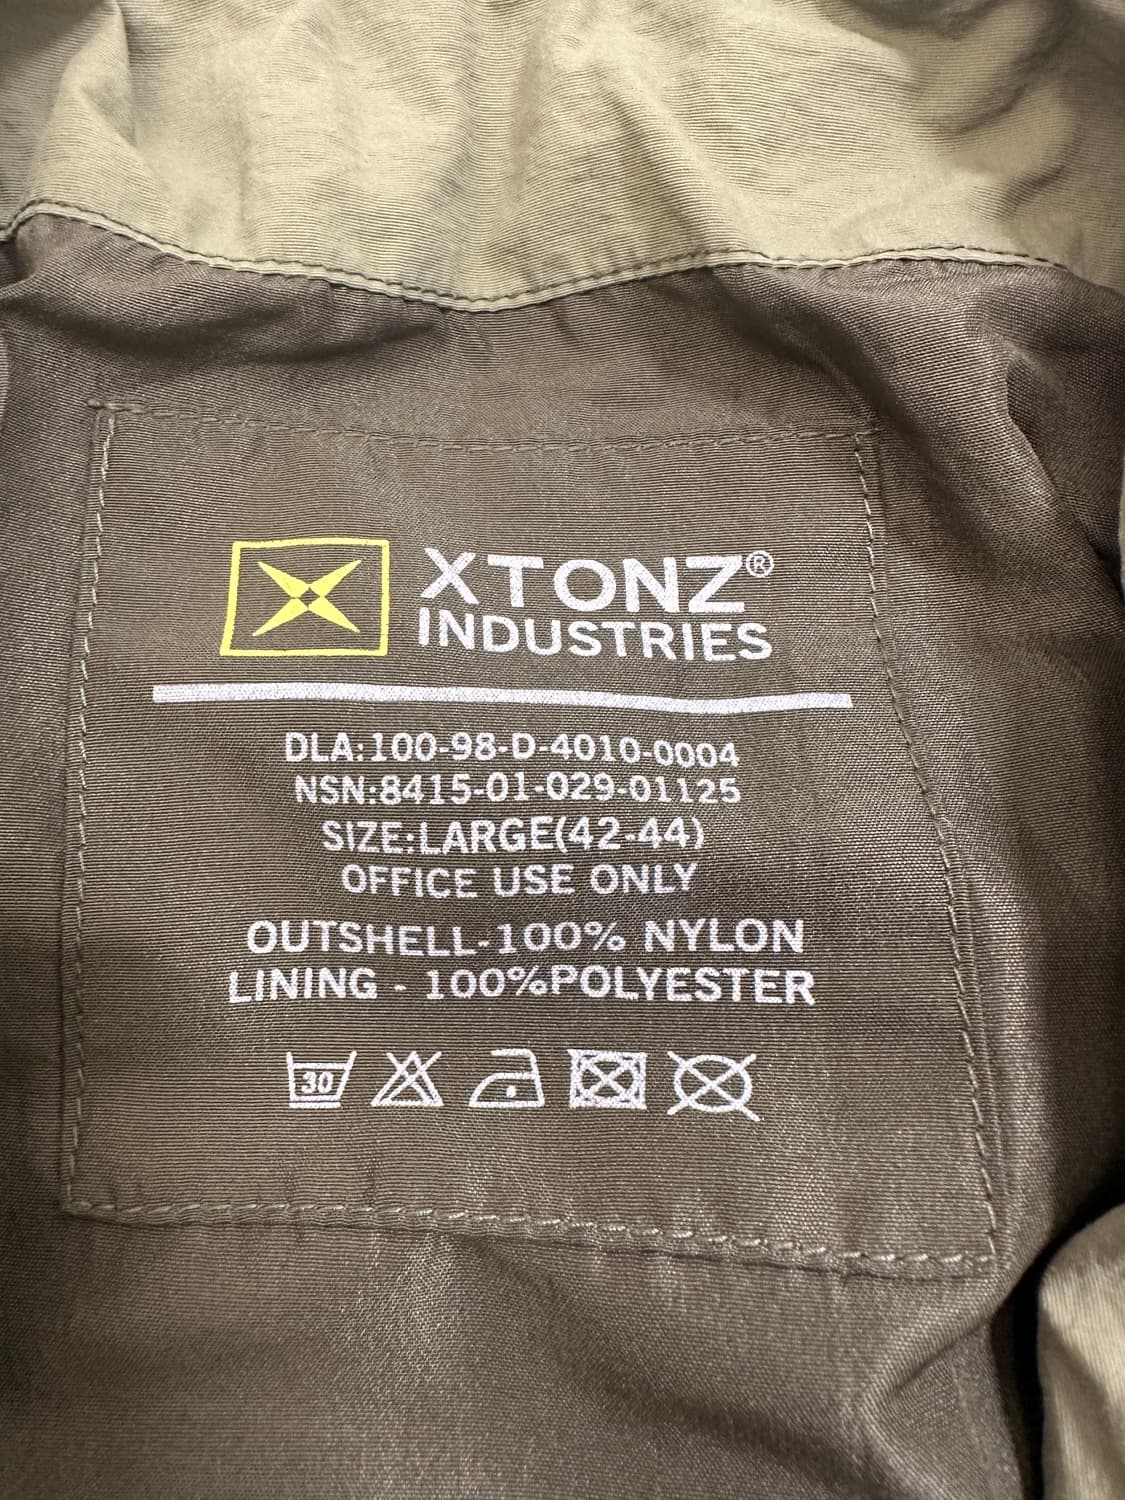 XTONZ®
INDUSTRIES
DLA:100-98-D-4010-0004
NSN:8415-01-029-01125
SIZE:LARGE(42-44)
OFFICE USE ONLY
OUTSHELL-100% NYLON
LINING - 100%POLYESTER
30